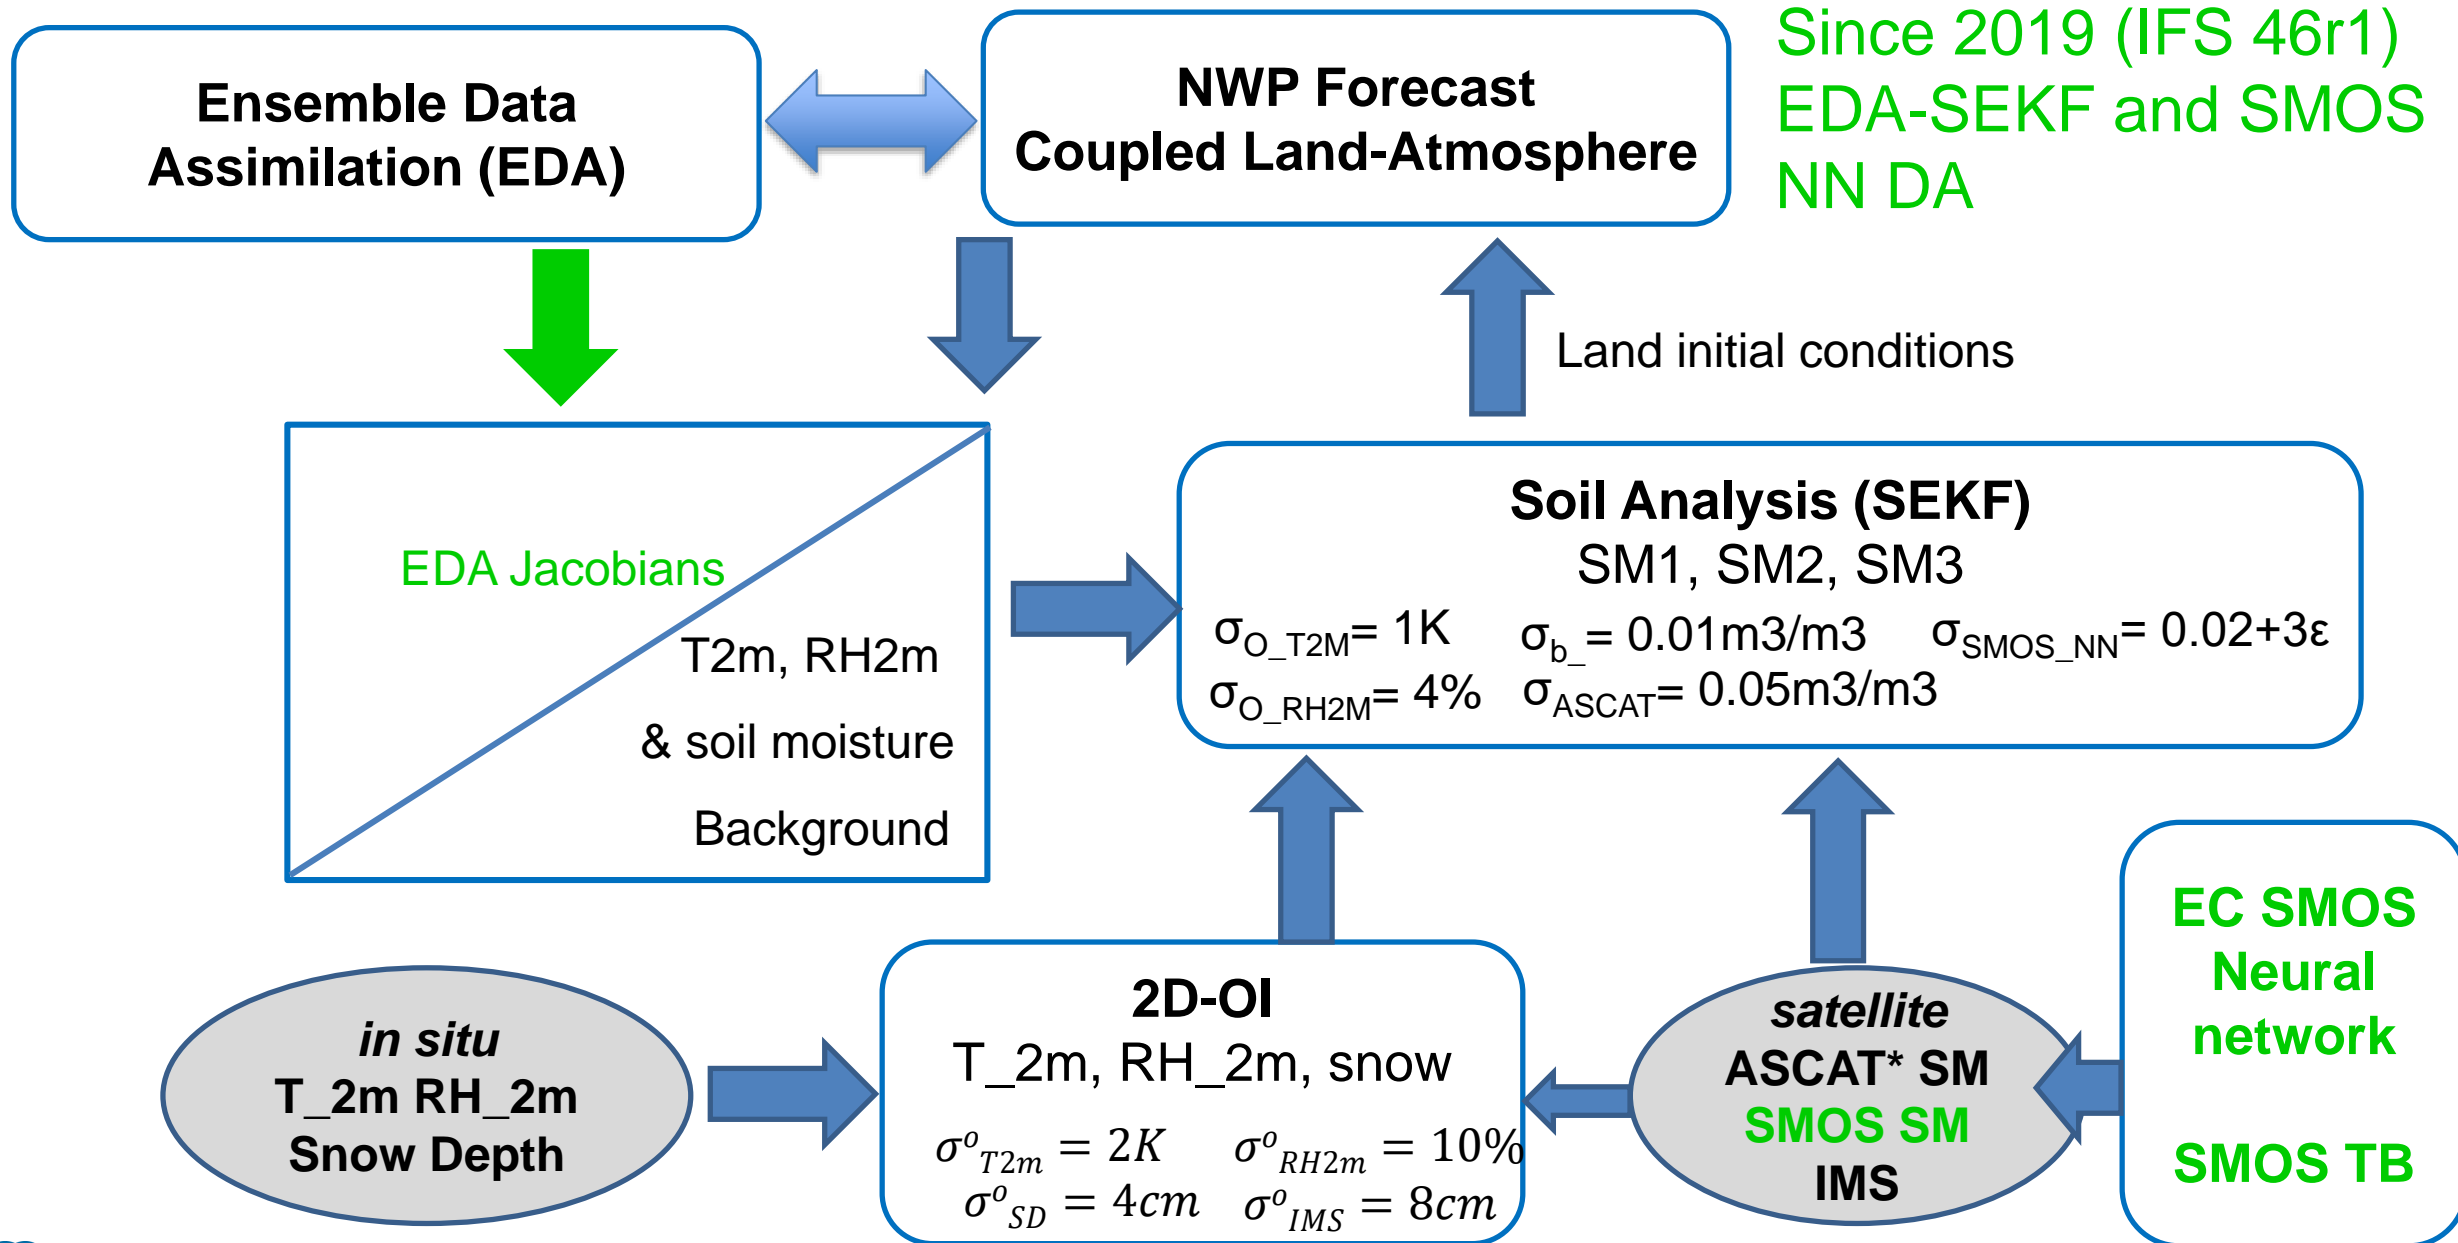 Ensemble Data
Assimilation (EDA)
NWP Forecast
Coupled Land-Atmosphere
Since 2019 (IFS 46r1)
EDA-SEKF and SMOS
NN DA
Land initial conditions
EDA Jacobians
T2m, RH2m
& soil moisture
Background
Soil Analysis (SEKF)
SM1, SM2, SM3
σO_T2M= 1K σb_= 0.01m3/m3 σSMOS_NN= 0.02+3ε
σO_RH2M= 4% σASCAT= 0.05m3/m3
in situ
T_2m RH_2m
Snow Depth
2D-OI
T_2m, RH_2m, snow
σ^o_T2m = 2K σ^o_RH2m = 10%
σ^o_SD = 4cm σ^o_IMS = 8cm
satellite
ASCAT* SM
SMOS SM
IMS
EC SMOS
Neural
network
SMOS TB